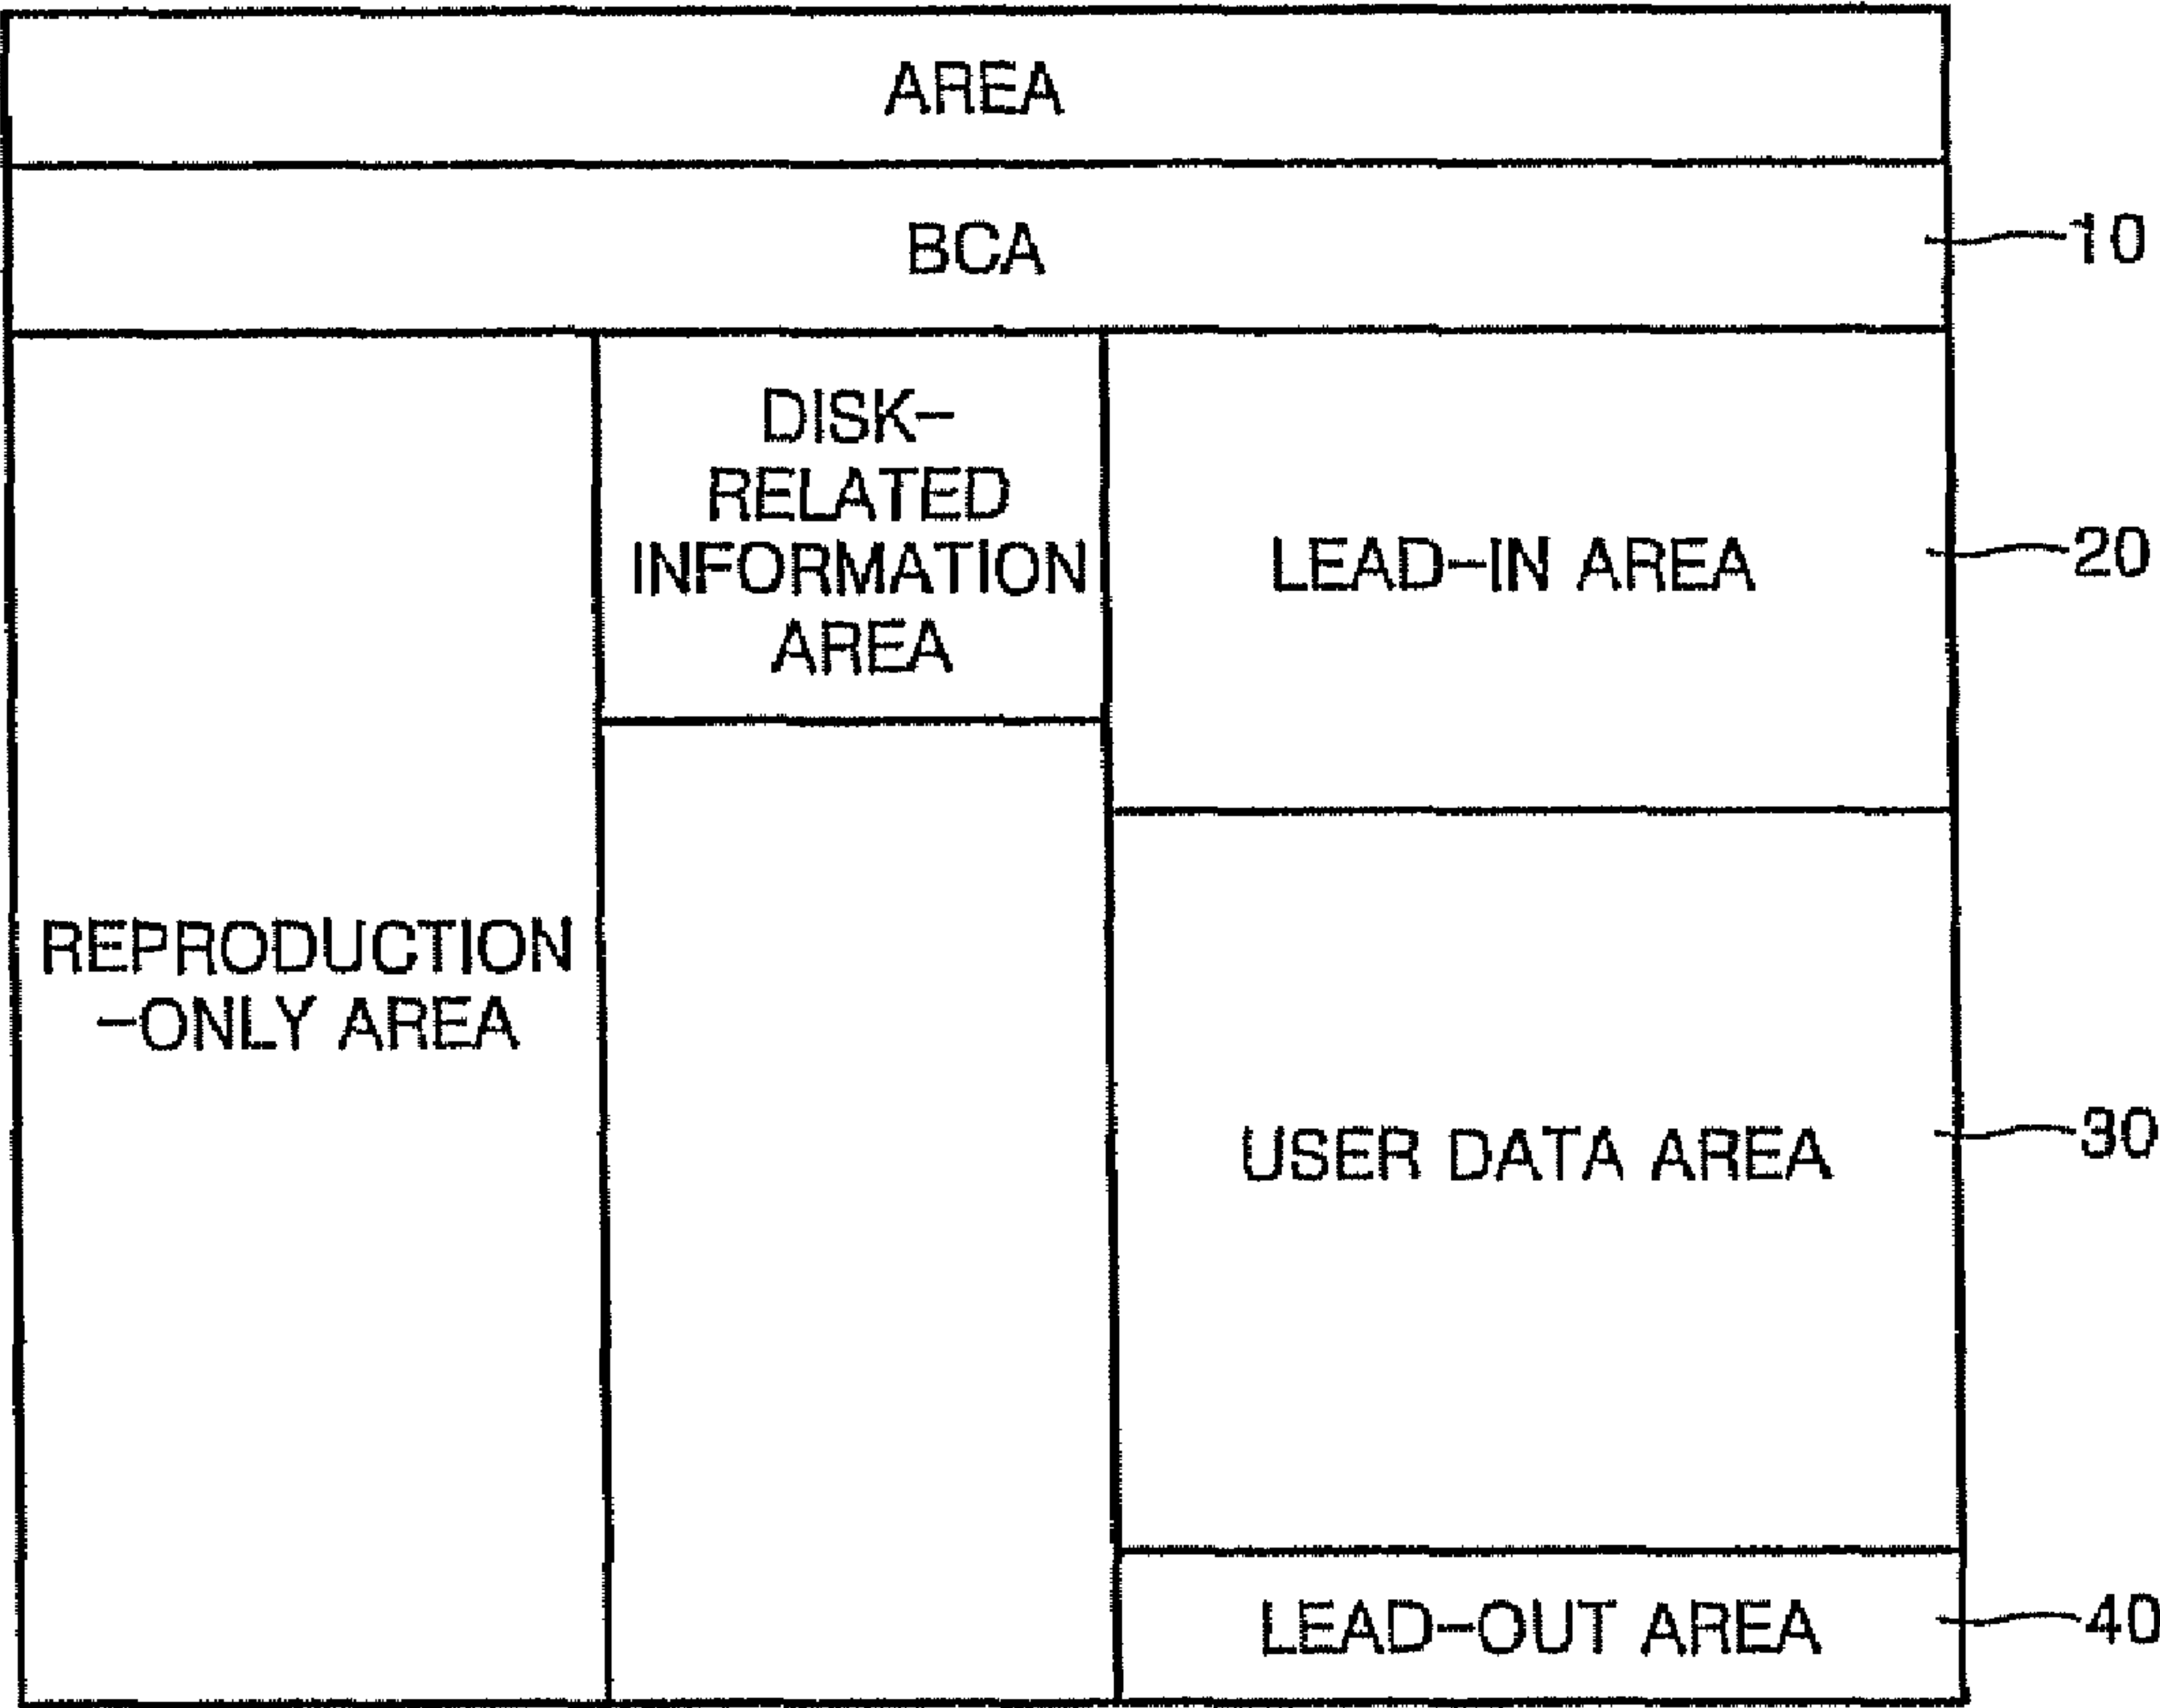 AREA
BCA
10
DISK-
RELATED
INFORMATION
AREA
LEAD-IN AREA
20
REPRODUCTION
-ONLY AREA
USER DATA AREA
30
LEAD-OUT AREA
40